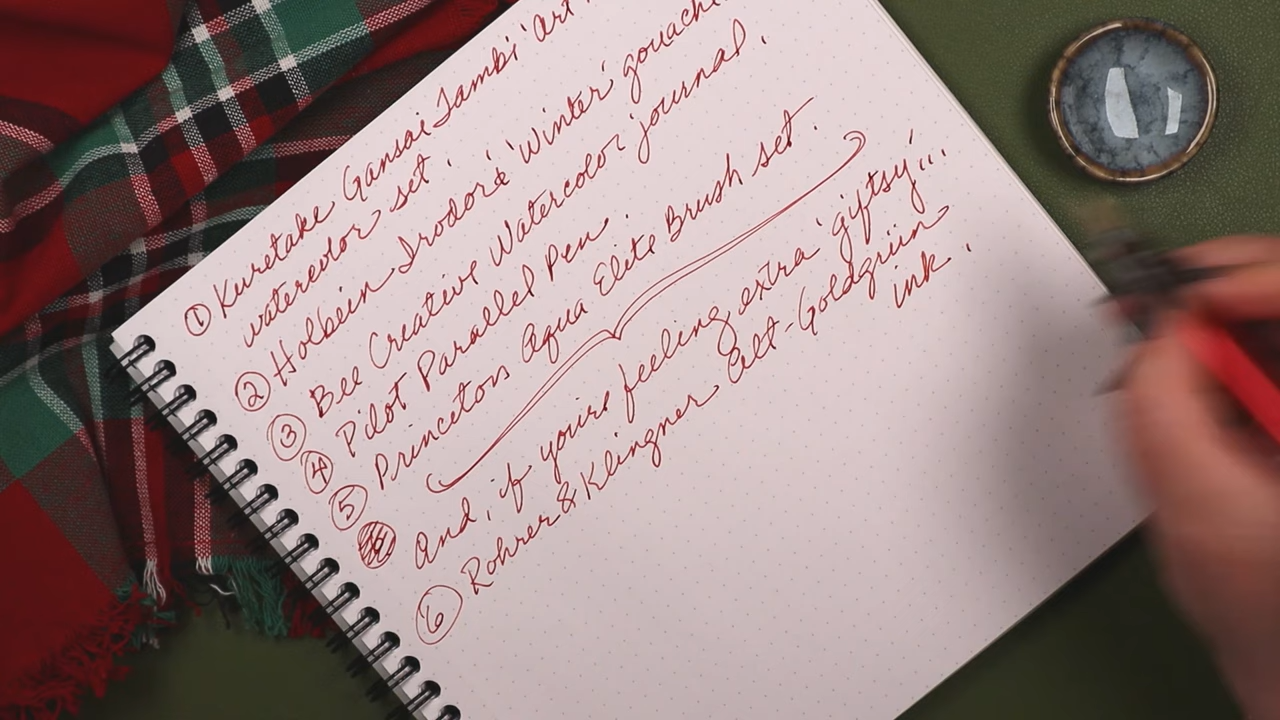 ① Kuretake Gansai Tambi 'Art
watercolor set'
② Holbein Irodori 'Winter' gouache
③ Bee Creative Watercolor journal.
④ Pilot Parallel Pen.
⑤ Princeton Aqua Elite Brush set.
And, if you're feeling extra 'giftsy'...
⑥ Rohrer & Klingner Alt-Goldgrün
ink.